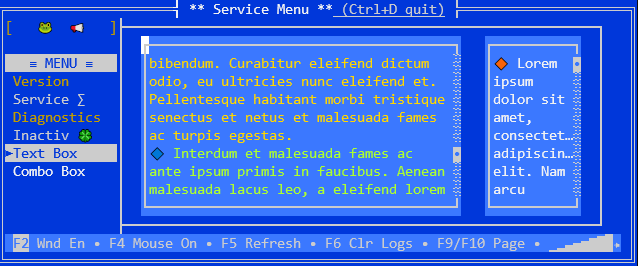 ** Service Menu ** (Ctrl+D quit)
[ 🐸 📢 ]
≡ MENU ≡
Version
Service ∑
Diagnostics
Inactiv 🍀
►Text Box
Combo Box
bibendum. Curabitur eleifend dictum
odio, eu ultricies nunc eleifend et.
Pellentesque habitant morbi tristique
senectus et netus et malesuada fames
ac turpis egestas.
🔷 Interdum et malesuada fames ac
ante ipsum primis in faucibus. Aenean
malesuada lacus leo, a eleifend lorem
🔶 Lorem
ipsum
dolor sit
amet,
consectet…
adipiscin…
elit. Nam
arcu
F2 Wnd En • F4 Mouse On • F5 Refresh • F6 Clr Logs • F9/F10 Page •